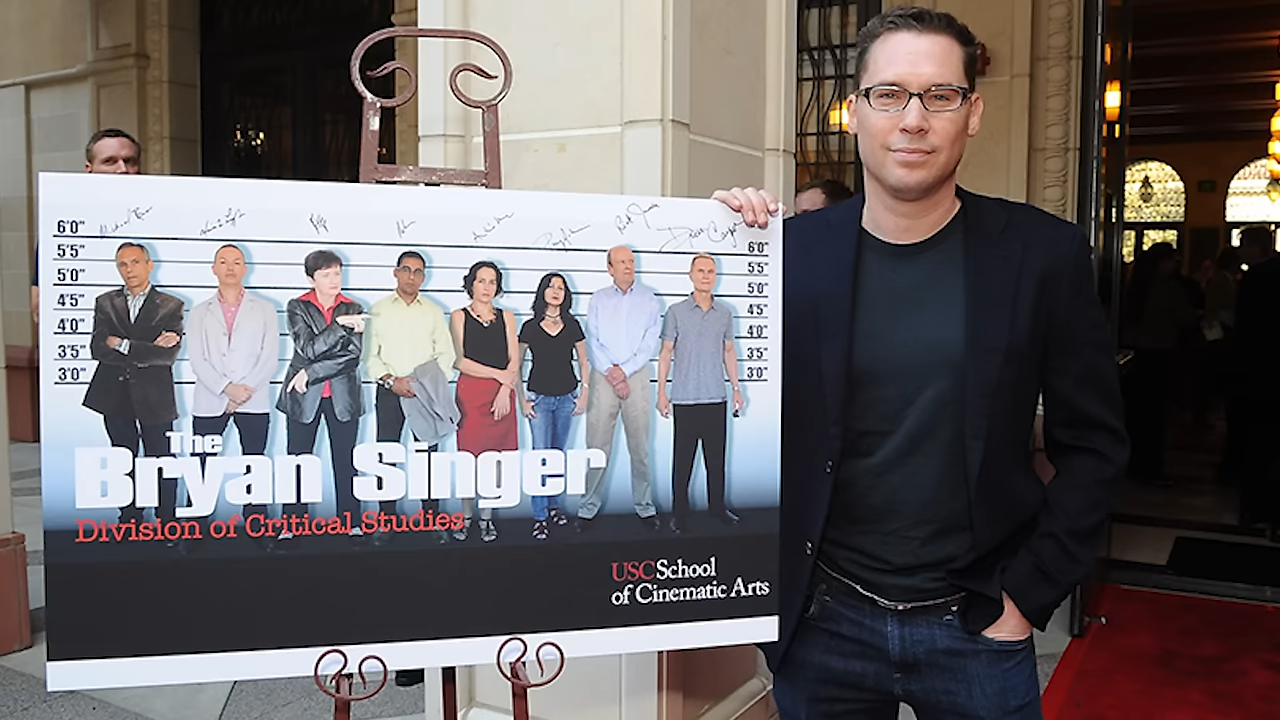 6'0" 6'0"
5'5" 5'5"
5'0" 5'0"
4'5" 4'5"
4'0" 4'0"
3'5" 3'5"
3'0" 3'0"
The
Bryan Singer
Division of Critical Studies
USC School
of Cinematic Arts